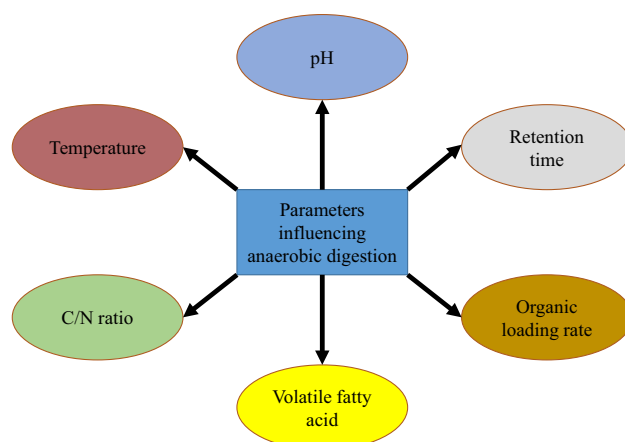 pH
Temperature
Retention
time
Parameters
influencing
anaerobic digestion
C/N ratio
Organic
loading rate
Volatile fatty
acid